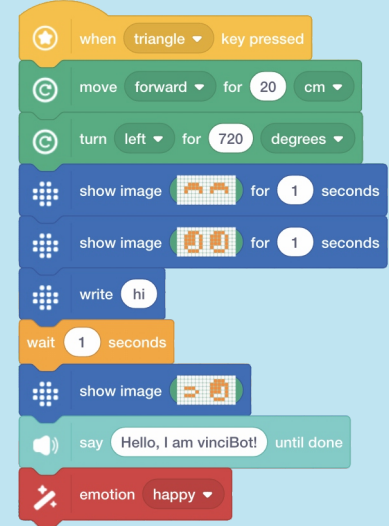 when triangle key pressed
move forward for 20 cm
turn left for 720 degrees
show image for 1 seconds
show image for 1 seconds
write hi
wait 1 seconds
show image
say Hello, I am vinciBot! until done
emotion happy